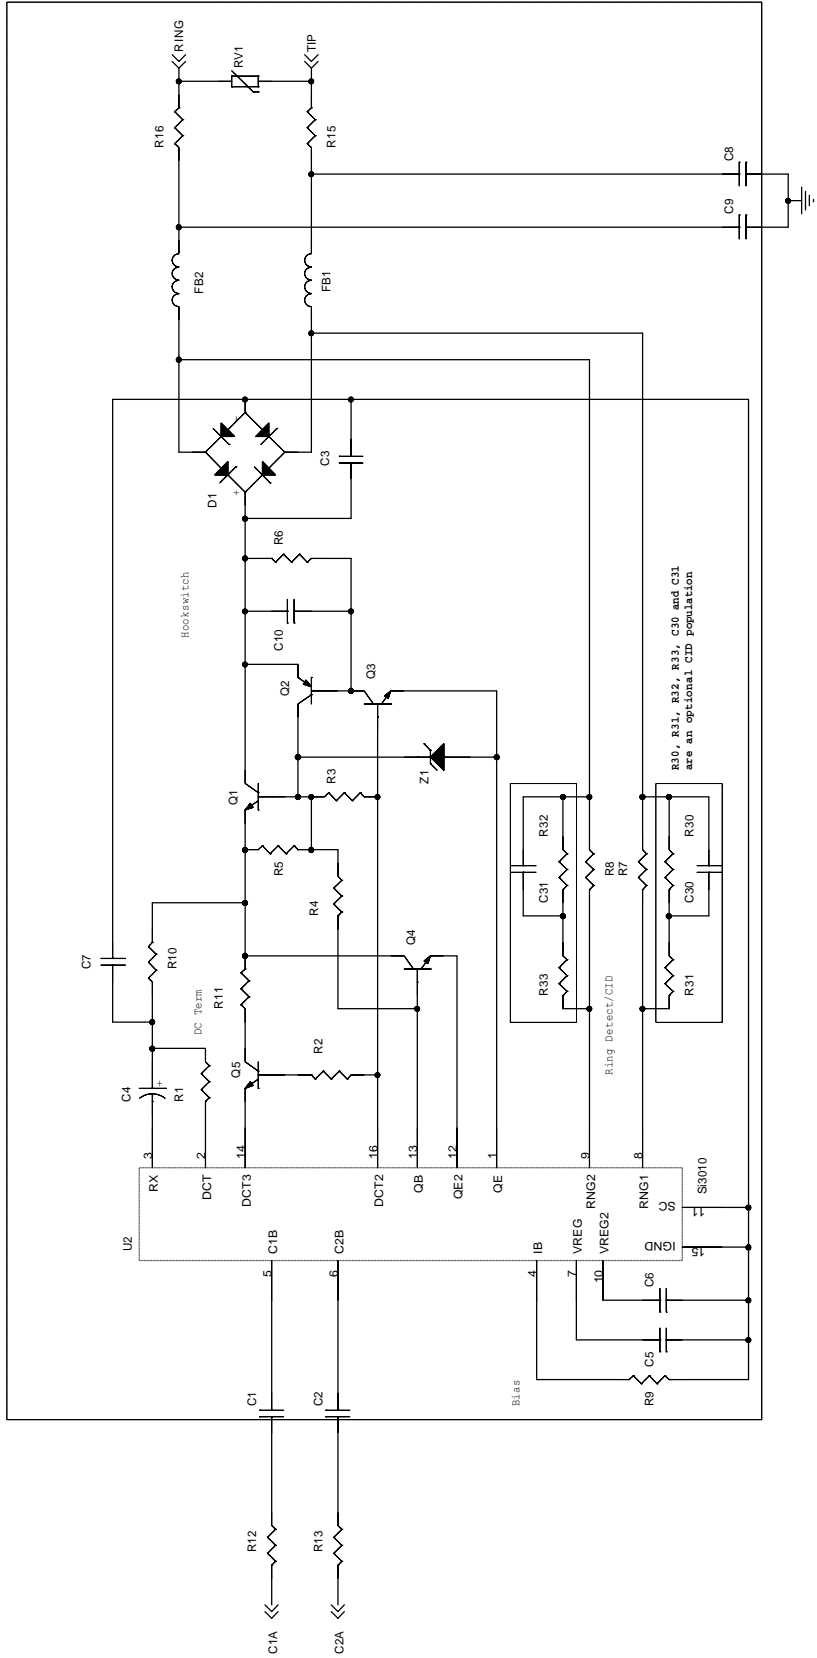 RING
TIP
RV1
R16
R15
C8
C9
FB2
FB1
D1
+
-
C3
Hookswitch
R6
C10
Q2
Q3
R30, R31, R32, R33, C30 and C31
are an optional CID population
Q1
R3
Z1
R5
R4
R32
C31
R8
R7
R30
C30
C7
R10
R11
Q4
R33
R31
DC Term
Ring Detect/CID
C4
+
R1
Q5
R2
3
2
14
16
13
12
1
9
8
RX
DCT
DCT3
DCT2
QB
QE2
QE
RNG2
RNG1
Si3010
SC
11
U2
C1B
C2B
IB
VREG
VREG2
IGND
15
5
6
4
7
10
C6
C5
R9
Bias
C1
C2
R12
R13
C1A
C2A